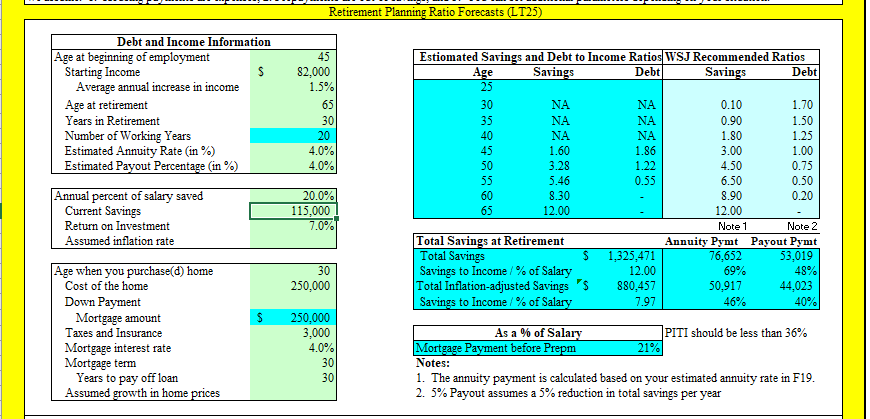 Retirement Planning Ratio Forecasts (LT25)
Debt and Income Information
Age at beginning of employment 45
Starting Income $ 82,000
Average annual increase in income 1.5%
Age at retirement 65
Years in Retirement 30
Number of Working Years 20
Estimated Annuity Rate (in %) 4.0%
Estimated Payout Percentage (in %) 4.0%
Annual percent of salary saved 20.0%
Current Savings 115,000
Return on Investment 7.0%
Assumed inflation rate
Age when you purchase(d) home 30
Cost of the home 250,000
Down Payment
Mortgage amount $ 250,000
Taxes and Insurance 3,000
Mortgage interest rate 4.0%
Mortgage term 30
Years to pay off loan 30
Assumed growth in home prices
Estiomated Savings and Debt to Income Ratios WSJ Recommended Ratios
Age Savings Debt Savings Debt
25
30 NA NA 0.10 1.70
35 NA NA 0.90 1.50
40 NA NA 1.80 1.25
45 1.60 1.86 3.00 1.00
50 3.28 1.22 4.50 0.75
55 5.46 0.55 6.50 0.50
60 8.30 - 8.90 0.20
65 12.00 - 12.00 -
Note 1 Note 2
Total Savings at Retirement Annuity Pymt Payout Pymt
Total Savings $ 1,325,471 76,652 53,019
Savings to Income / % of Salary 12.00 69% 48%
Total Inflation-adjusted Savings $ 880,457 50,917 44,023
Savings to Income / % of Salary 7.97 46% 40%
As a % of Salary PITI should be less than 36%
Mortgage Payment before Prepm 21%
Notes:
1. The annuity payment is calculated based on your estimated annuity rate in F19.
2. 5% Payout assumes a 5% reduction in total savings per year